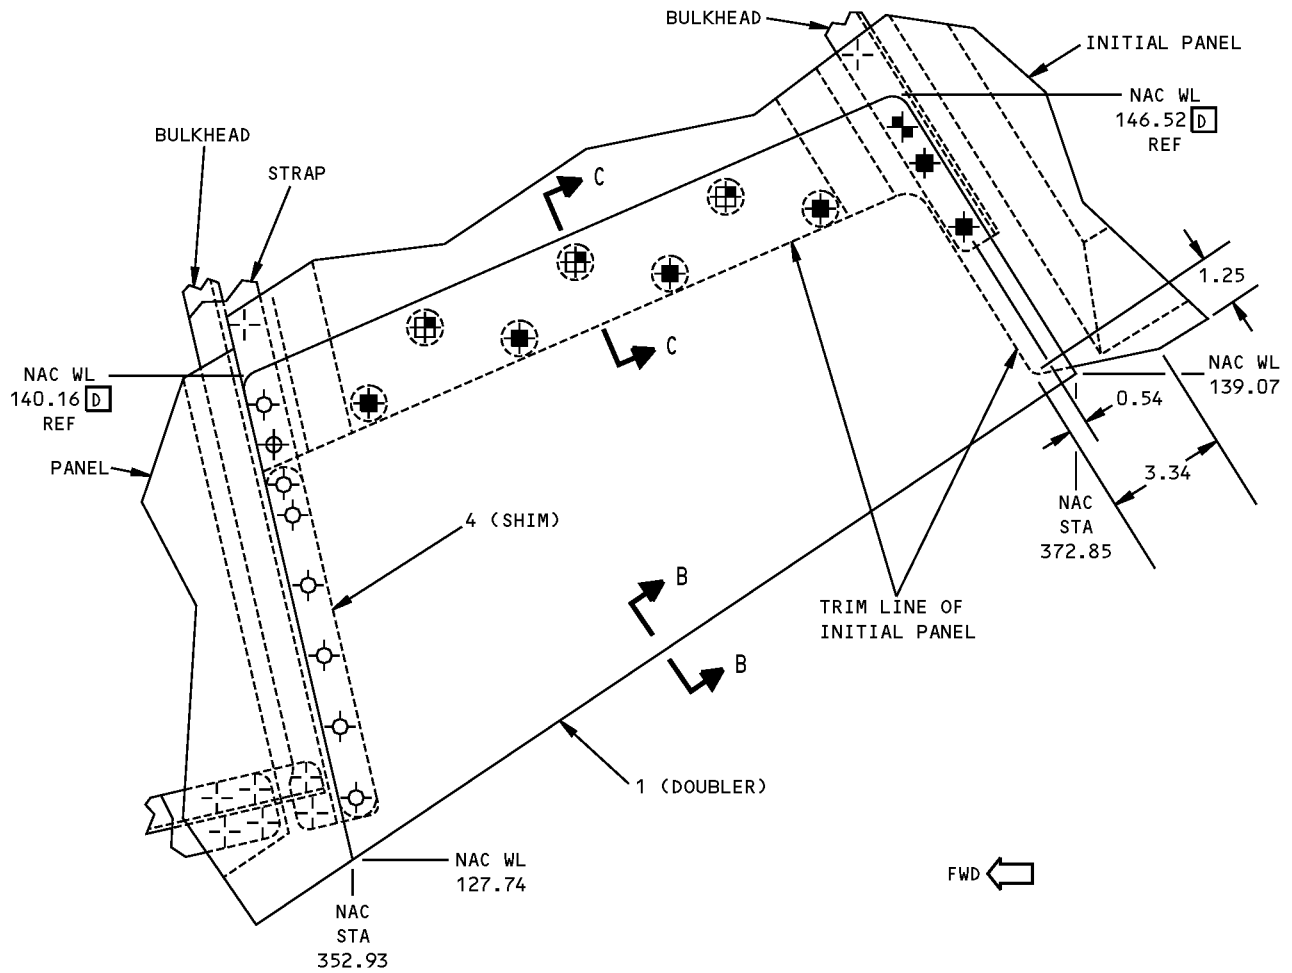 BULKHEAD
INITIAL PANEL
NAC WL
146.52 D
REF
BULKHEAD
STRAP
C
1.25
C
NAC WL
139.07
NAC WL
140.16 D
REF
0.54
PANEL
3.34
NAC
STA
372.85
4 (SHIM)
B
TRIM LINE OF
INITIAL PANEL
B
1 (DOUBLER)
NAC WL
127.74
FWD
NAC
STA
352.93